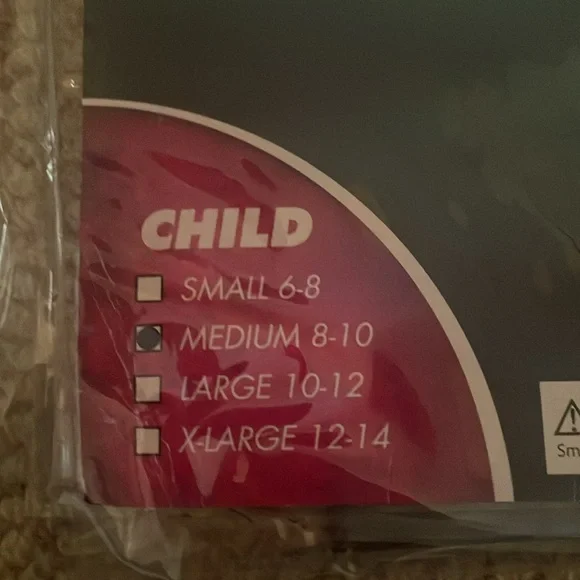 CHILD
SMALL 6-8
MEDIUM 8-10
LARGE 10-12
X-LARGE 12-14